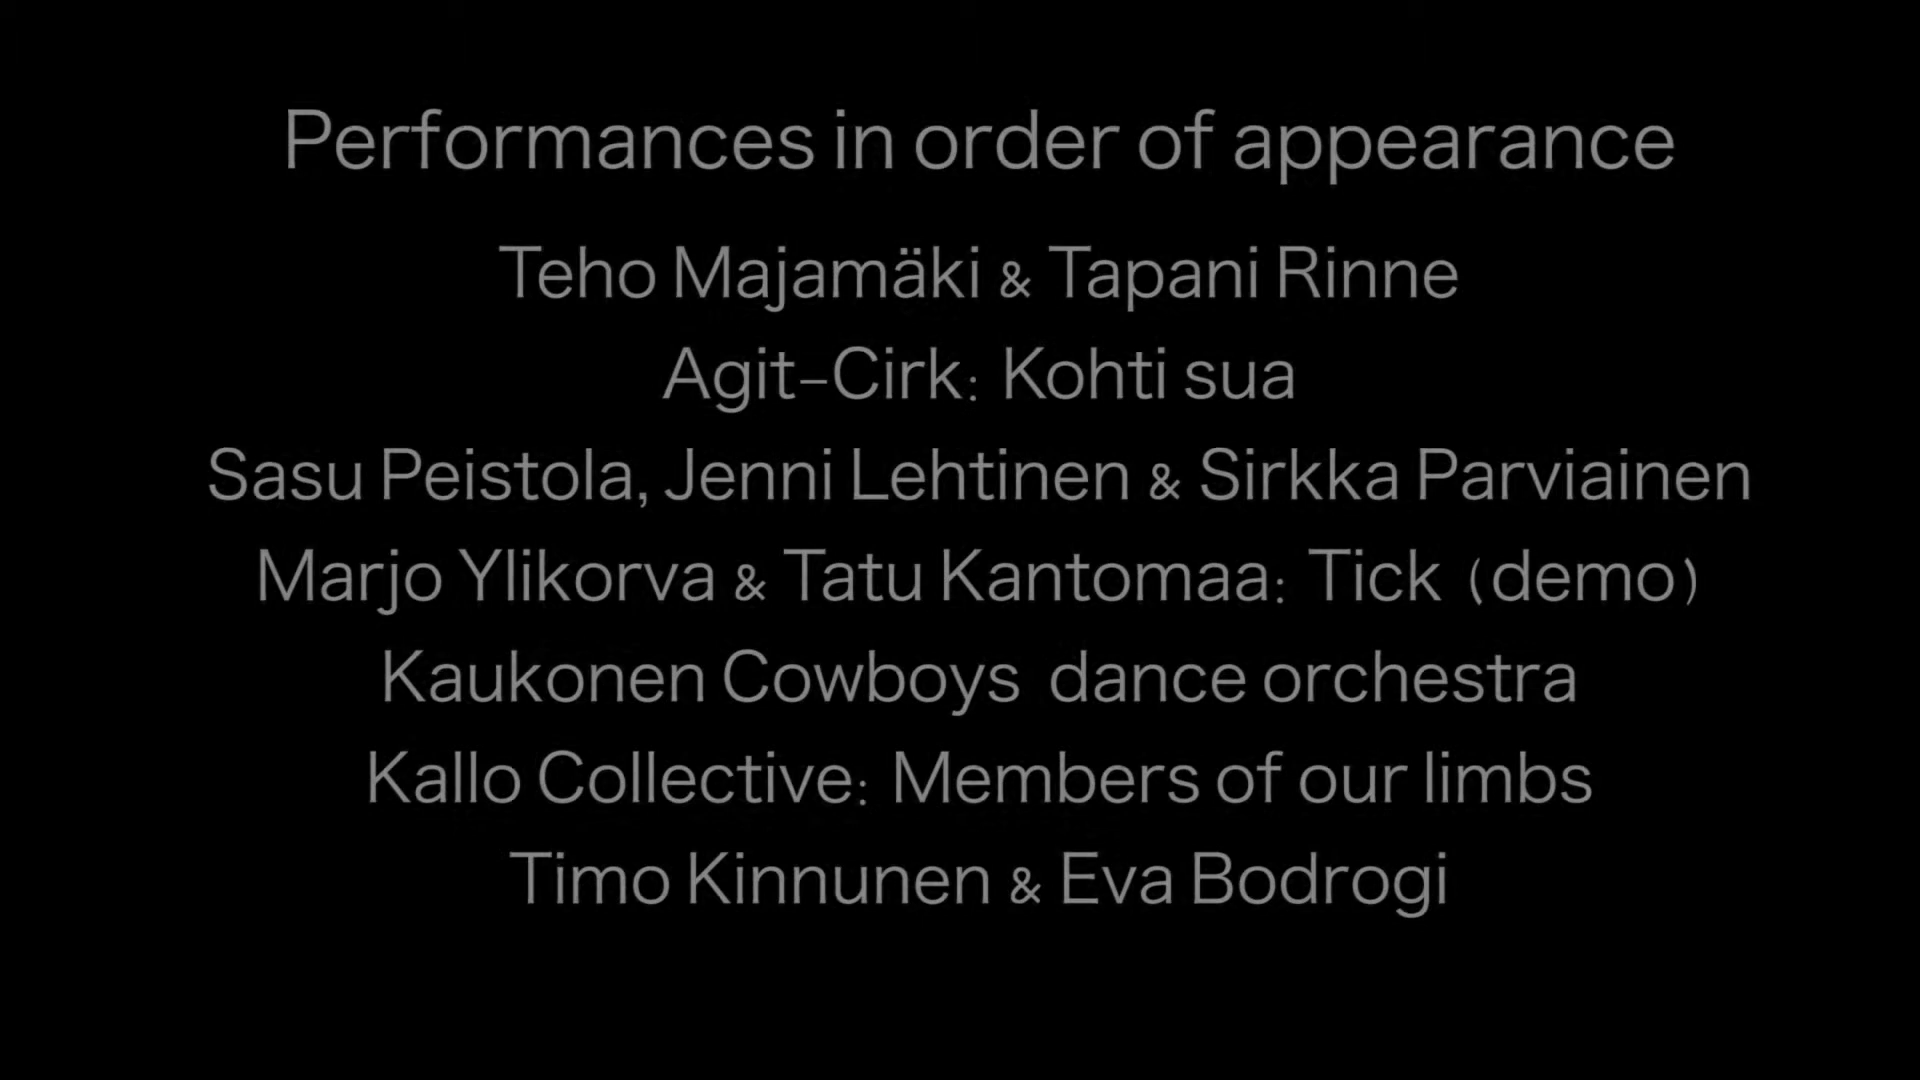 Performances in order of appearance
Teho Majamäki & Tapani Rinne
Agit-Cirk: Kohti sua
Sasu Peistola, Jenni Lehtinen & Sirkka Parviainen
Marjo Ylikorva & Tatu Kantomaa: Tick (demo)
Kaukonen Cowboys dance orchestra
Kallo Collective: Members of our limbs
Timo Kinnunen & Eva Bodrogi